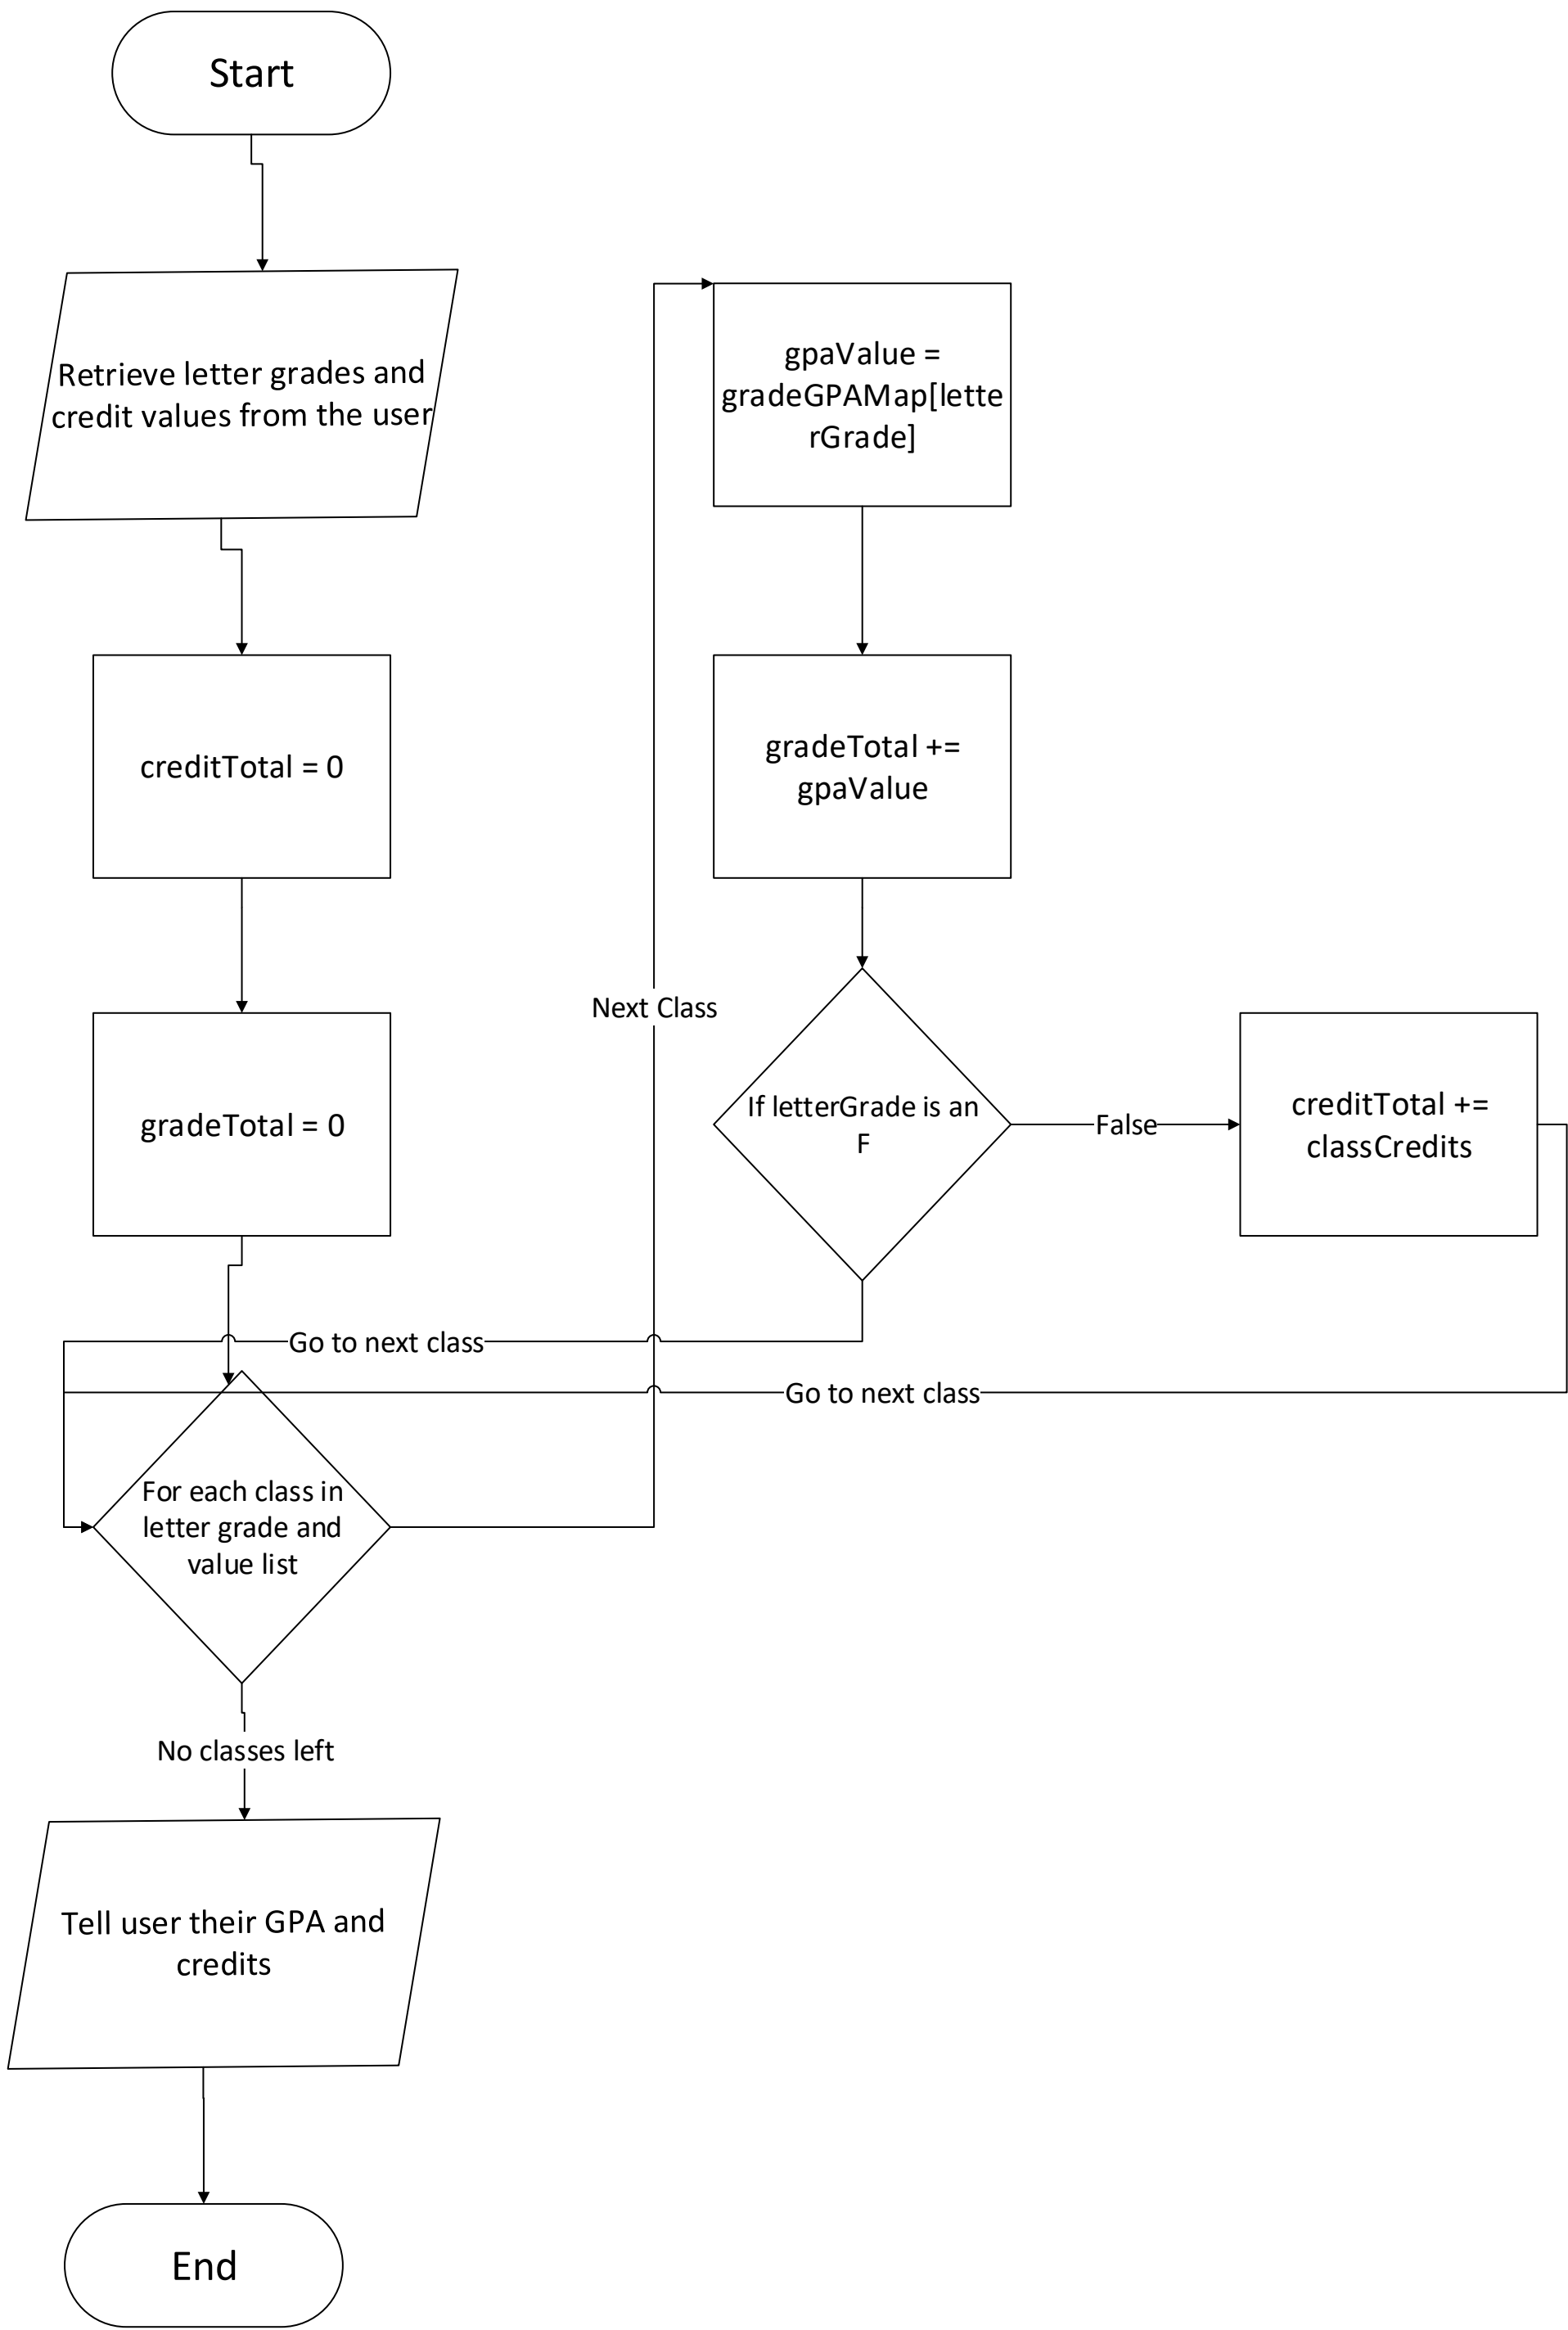 Start
Retrieve letter grades and
credit values from the user
creditTotal = 0
gradeTotal = 0
For each class in
letter grade and
value list
Next Class
gpaValue =
gradeGPAMap[lette
rGrade]
gradeTotal +=
gpaValue
If letterGrade is an
F
False
creditTotal +=
classCredits
Go to next class
Go to next class
No classes left
Tell user their GPA and
credits
End